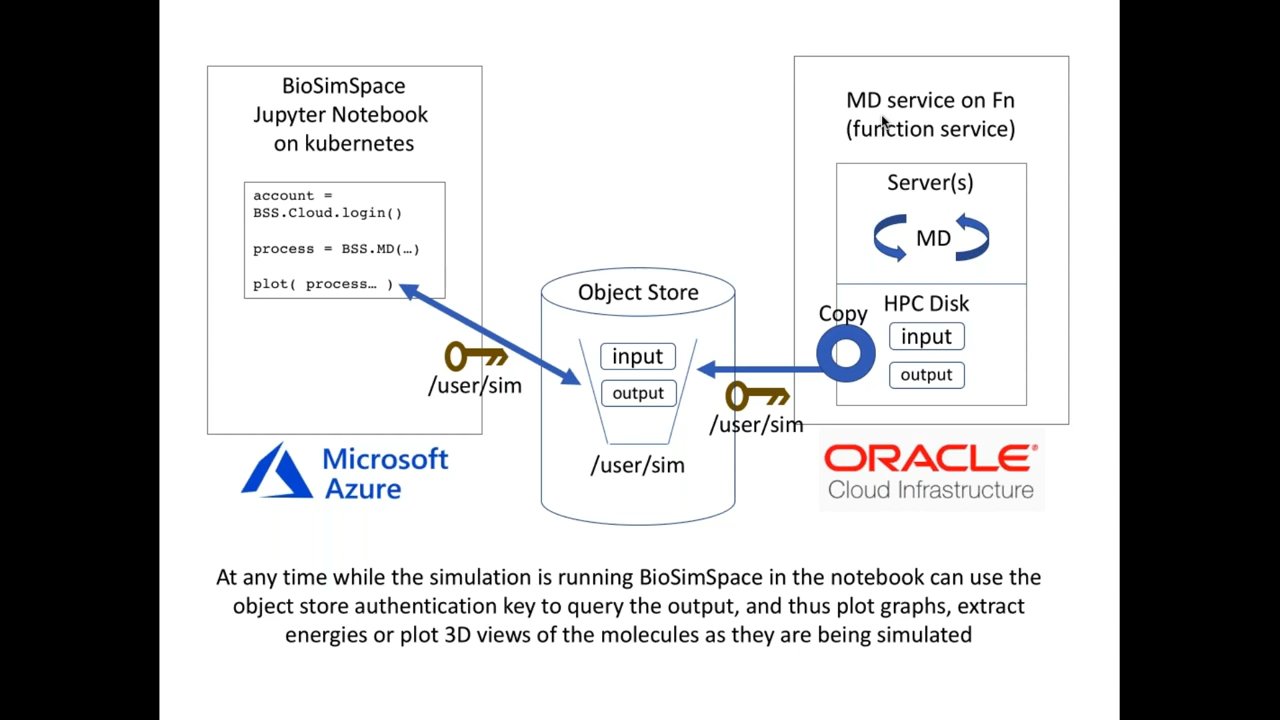 BioSimSpace
Jupyter Notebook
on kubernetes
account =
BSS.Cloud.login()
process = BSS.MD(…)
plot( process… )
/user/sim
Microsoft
Azure
Object Store
input
output
/user/sim
/user/sim
MD service on Fn
(function service)
Server(s)
MD
HPC Disk
Copy
input
output
ORACLE®
Cloud Infrastructure
At any time while the simulation is running BioSimSpace in the notebook can use the
object store authentication key to query the output, and thus plot graphs, extract
energies or plot 3D views of the molecules as they are being simulated